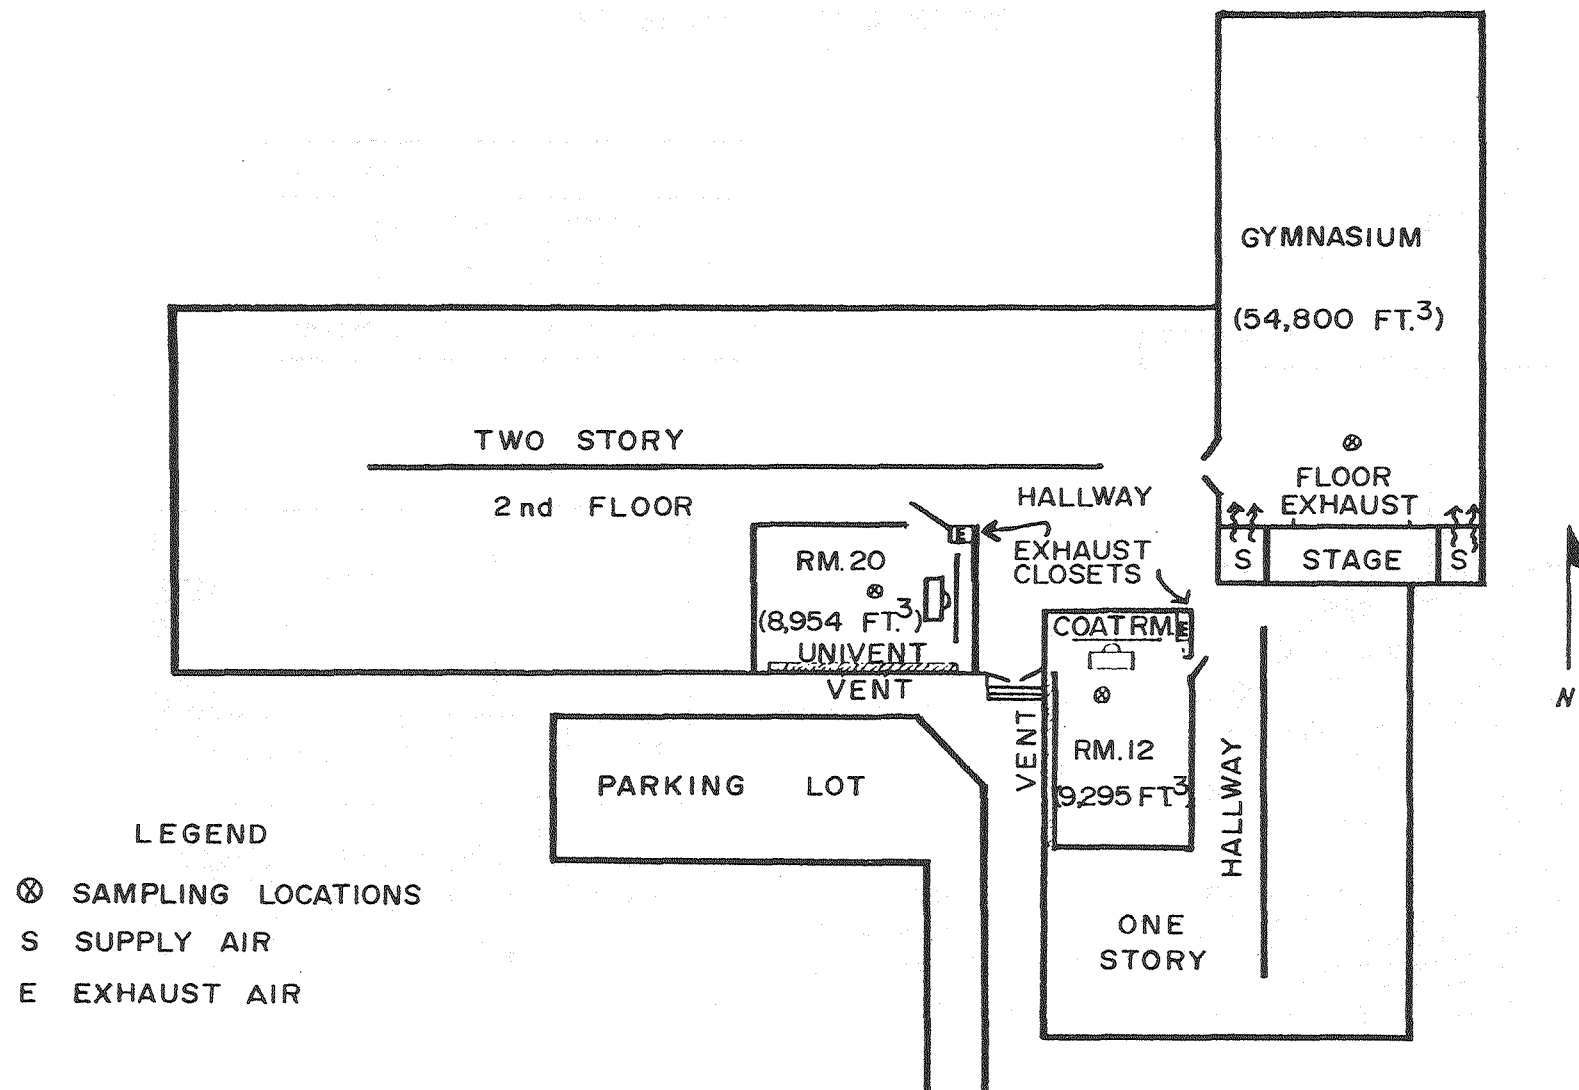 GYMNASIUM
(54,800 FT.³)
TWO STORY
2nd FLOOR
HALLWAY
FLOOR
EXHAUST
S
STAGE
S
E
EXHAUST
CLOSETS
RM. 20
(8,954 FT.³)
UNIVENT
VENT
COAT RM.
E
VENT
RM. 12
(9,295 FT³)
HALLWAY
PARKING LOT
ONE
STORY
N
LEGEND
⊗ SAMPLING LOCATIONS
S SUPPLY AIR
E EXHAUST AIR